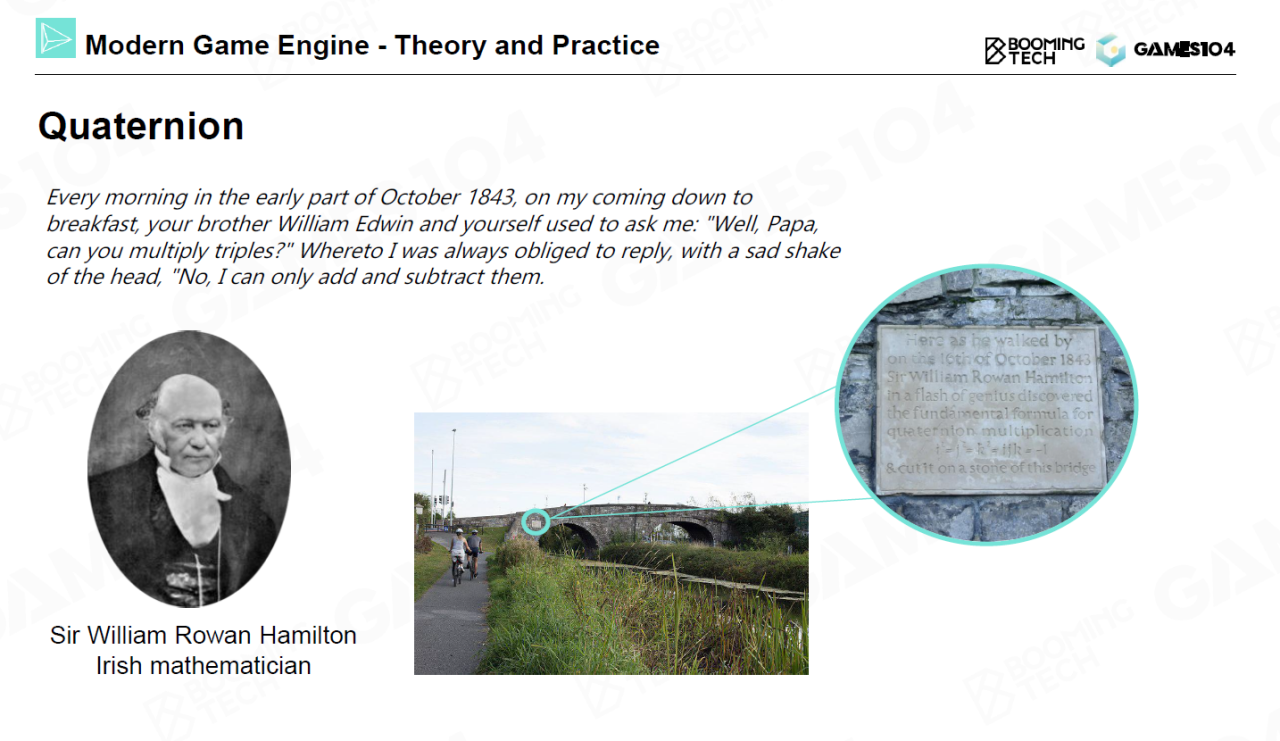 Modern Game Engine - Theory and Practice
BOOMING
TECH
GAMES104
Quaternion
Every morning in the early part of October 1843, on my coming down to
breakfast, your brother William Edwin and yourself used to ask me: "Well, Papa,
can you multiply triples?" Whereto I was always obliged to reply, with a sad shake
of the head, "No, I can only add and subtract them.
Here as he walked by
on the 16th of October 1843
Sir William Rowan Hamilton
in a flash of genius discovered
the fundamental formula for
quaternion multiplication
i² = j² = k² = ijk = -1
& cut it on a stone of this bridge
Sir William Rowan Hamilton
Irish mathematician